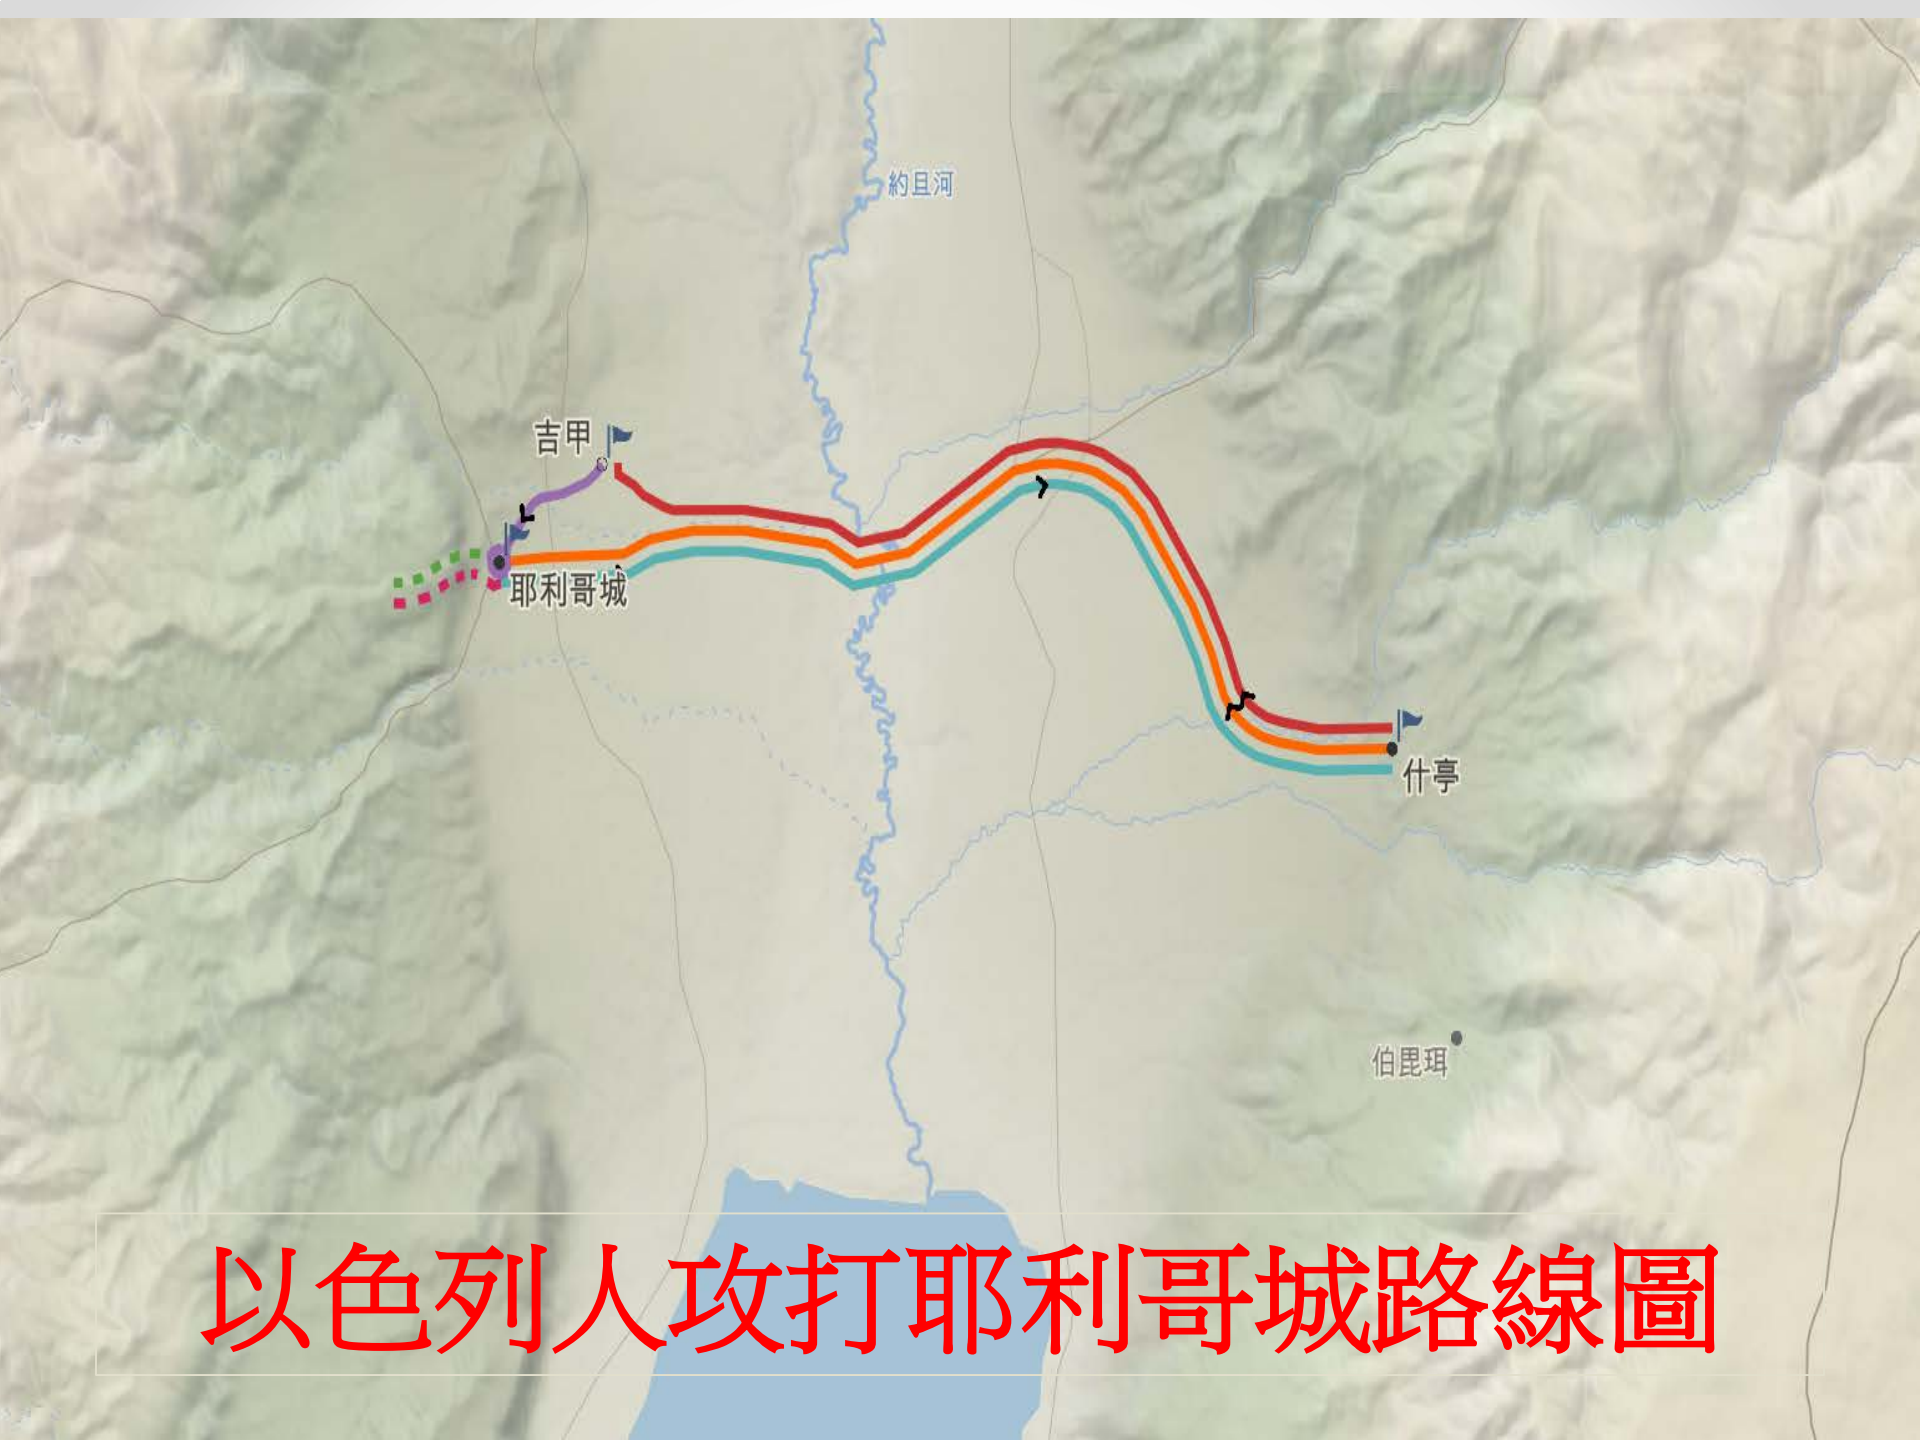 約旦河
吉甲
耶利哥城
什亭
伯毘珥
以色列人攻打耶利哥城路線圖